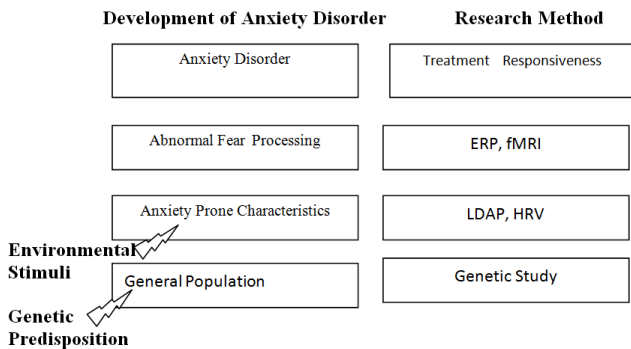 Development of Anxiety Disorder Research Method
Anxiety Disorder Treatment Responsiveness
Abnormal Fear Processing ERP, fMRI
Anxiety Prone Characteristics LDAP, HRV
Environmental
Stimuli
General Population Genetic Study
Genetic
Predisposition